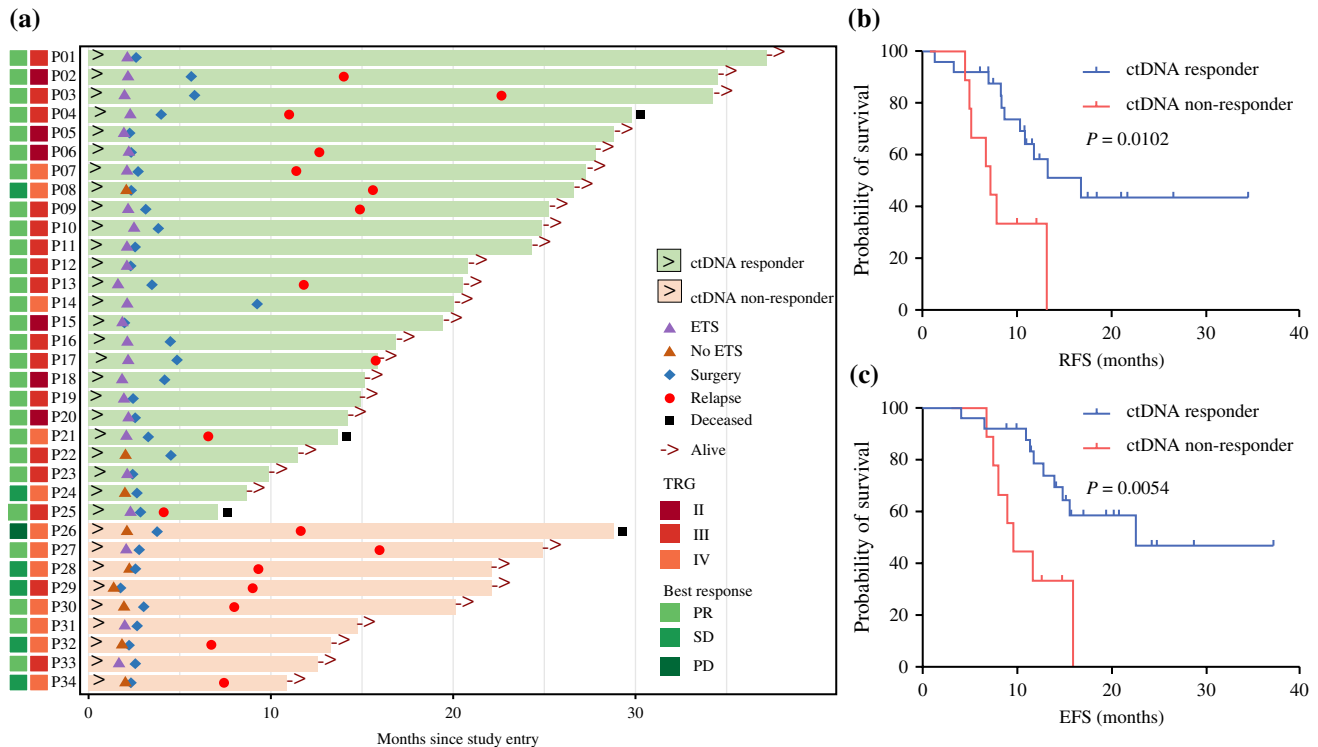 (a)
P01
P02
P03
P04
P05
P06
P07
P08
P09
P10
P11
P12
P13
P14
P15
P16
P17
P18
P19
P20
P21
P22
P23
P24
P25
P26
P27
P28
P29
P30
P31
P32
P33
P34
0 10 20 30
Months since study entry
ctDNA responder
ctDNA non-responder
ETS
No ETS
Surgery
Relapse
Deceased
Alive
TRG
II
III
IV
Best response
PR
SD
PD
(b)
Probability of survival
100
80
60
40
20
0
0 10 20 30 40
RFS (months)
ctDNA responder
ctDNA non-responder
P = 0.0102
(c)
Probability of survival
100
80
60
40
20
0
0 10 20 30 40
EFS (months)
ctDNA responder
ctDNA non-responder
P = 0.0054